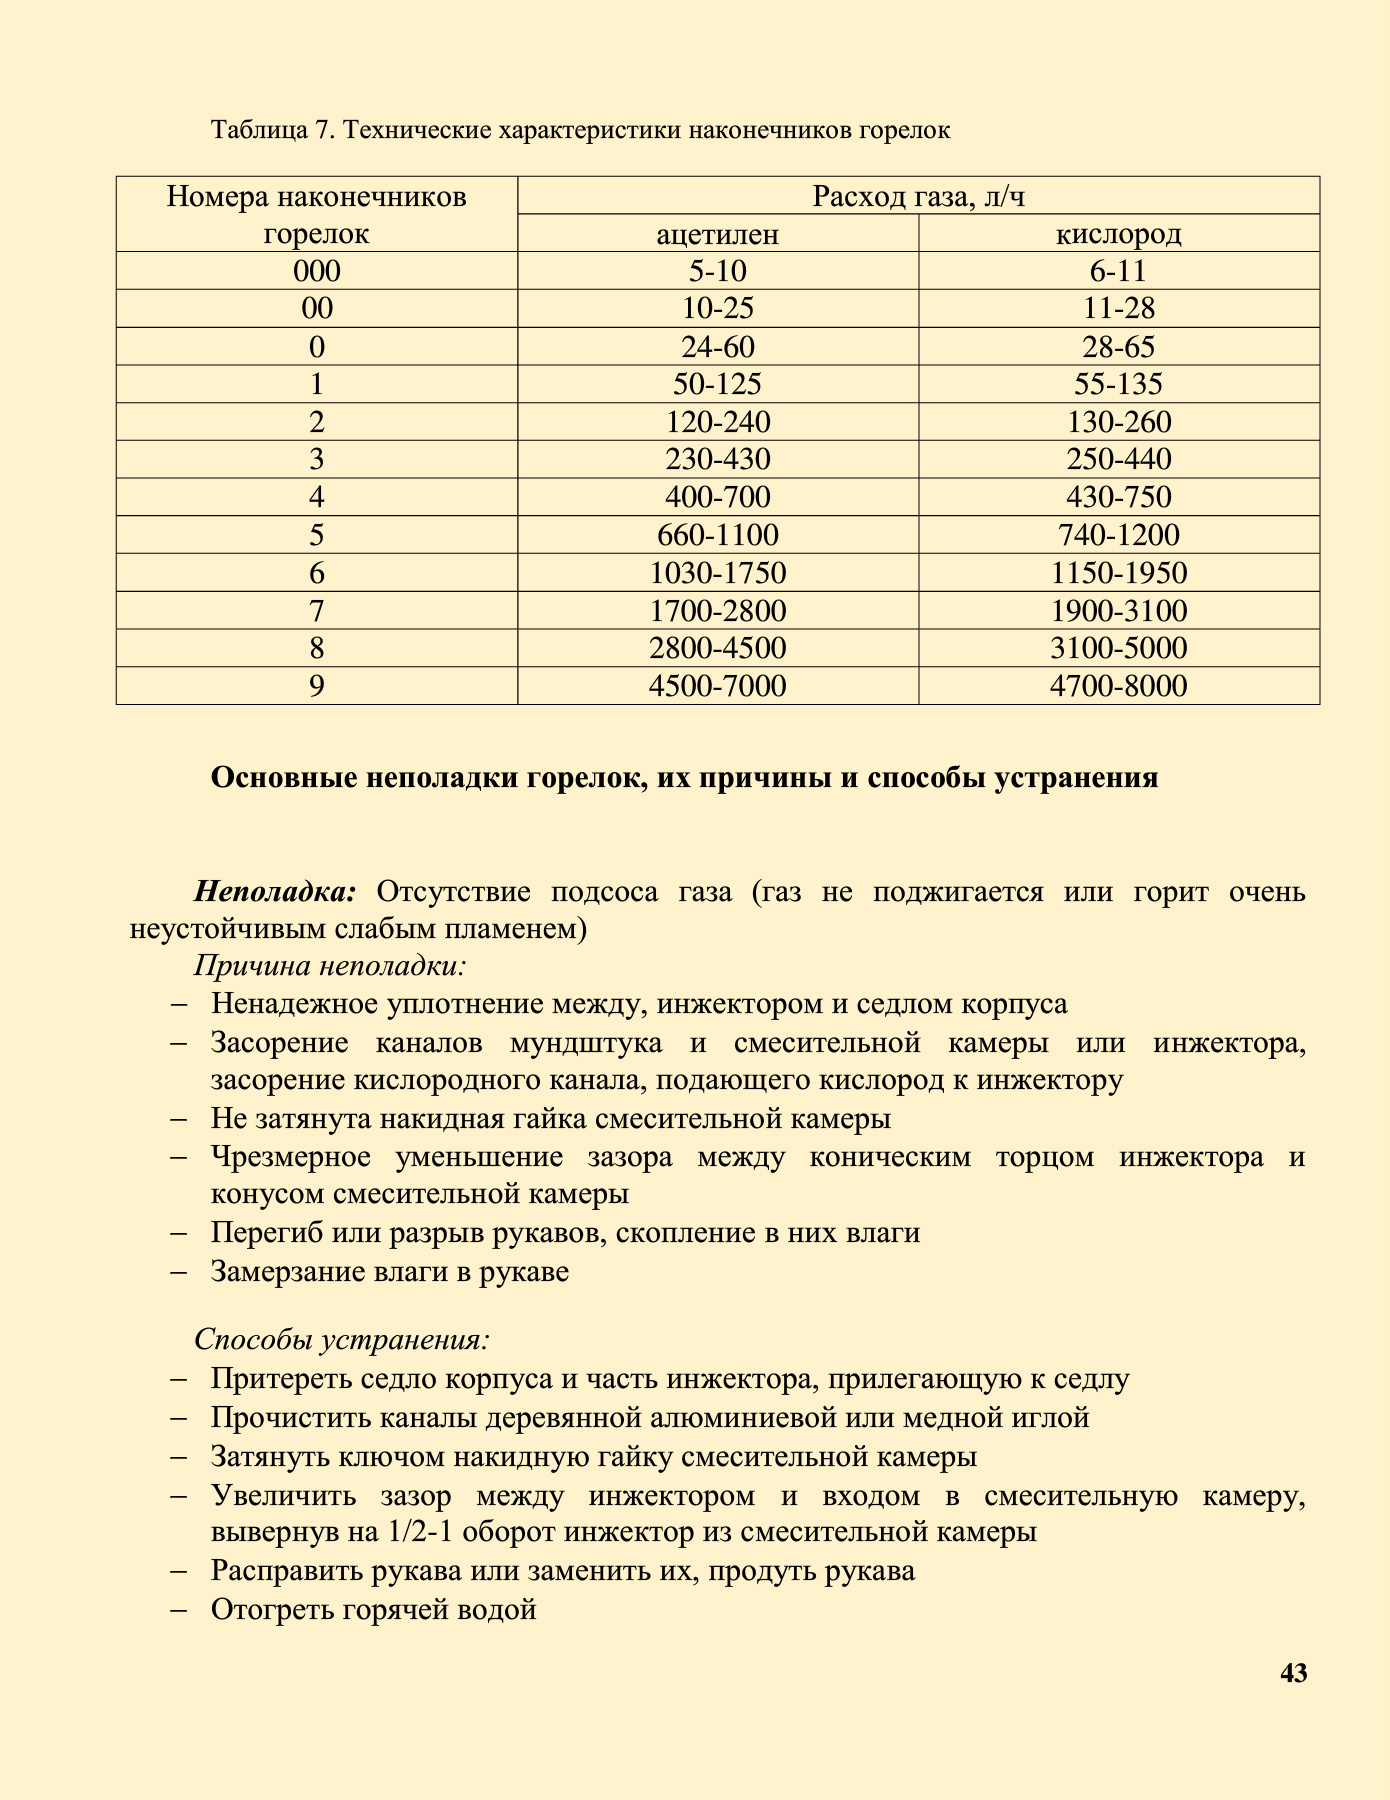 Таблица 7. Технические характеристики наконечников горелок
Номера наконечников горелок
Расход газа, л/ч
ацетилен кислород
000 5-10 6-11
00 10-25 11-28
0 24-60 28-65
1 50-125 55-135
2 120-240 130-260
3 230-430 250-440
4 400-700 430-750
5 660-1100 740-1200
6 1030-1750 1150-1950
7 1700-2800 1900-3100
8 2800-4500 3100-5000
9 4500-7000 4700-8000
Основные неполадки горелок, их причины и способы устранения
Неполадка: Отсутствие подсоса газа (газ не поджигается или горит очень
неустойчивым слабым пламенем)
Причина неполадки:
– Ненадежное уплотнение между, инжектором и седлом корпуса
– Засорение каналов мундштука и смесительной камеры или инжектора,
засорение кислородного канала, подающего кислород к инжектору
– Не затянута накидная гайка смесительной камеры
– Чрезмерное уменьшение зазора между коническим торцом инжектора и
конусом смесительной камеры
– Перегиб или разрыв рукавов, скопление в них влаги
– Замерзание влаги в рукаве
Способы устранения:
– Притереть седло корпуса и часть инжектора, прилегающую к седлу
– Прочистить каналы деревянной алюминиевой или медной иглой
– Затянуть ключом накидную гайку смесительной камеры
– Увеличить зазор между инжектором и входом в смесительную камеру,
вывернув на 1/2-1 оборот инжектор из смесительной камеры
– Расправить рукава или заменить их, продуть рукава
– Отогреть горячей водой
43